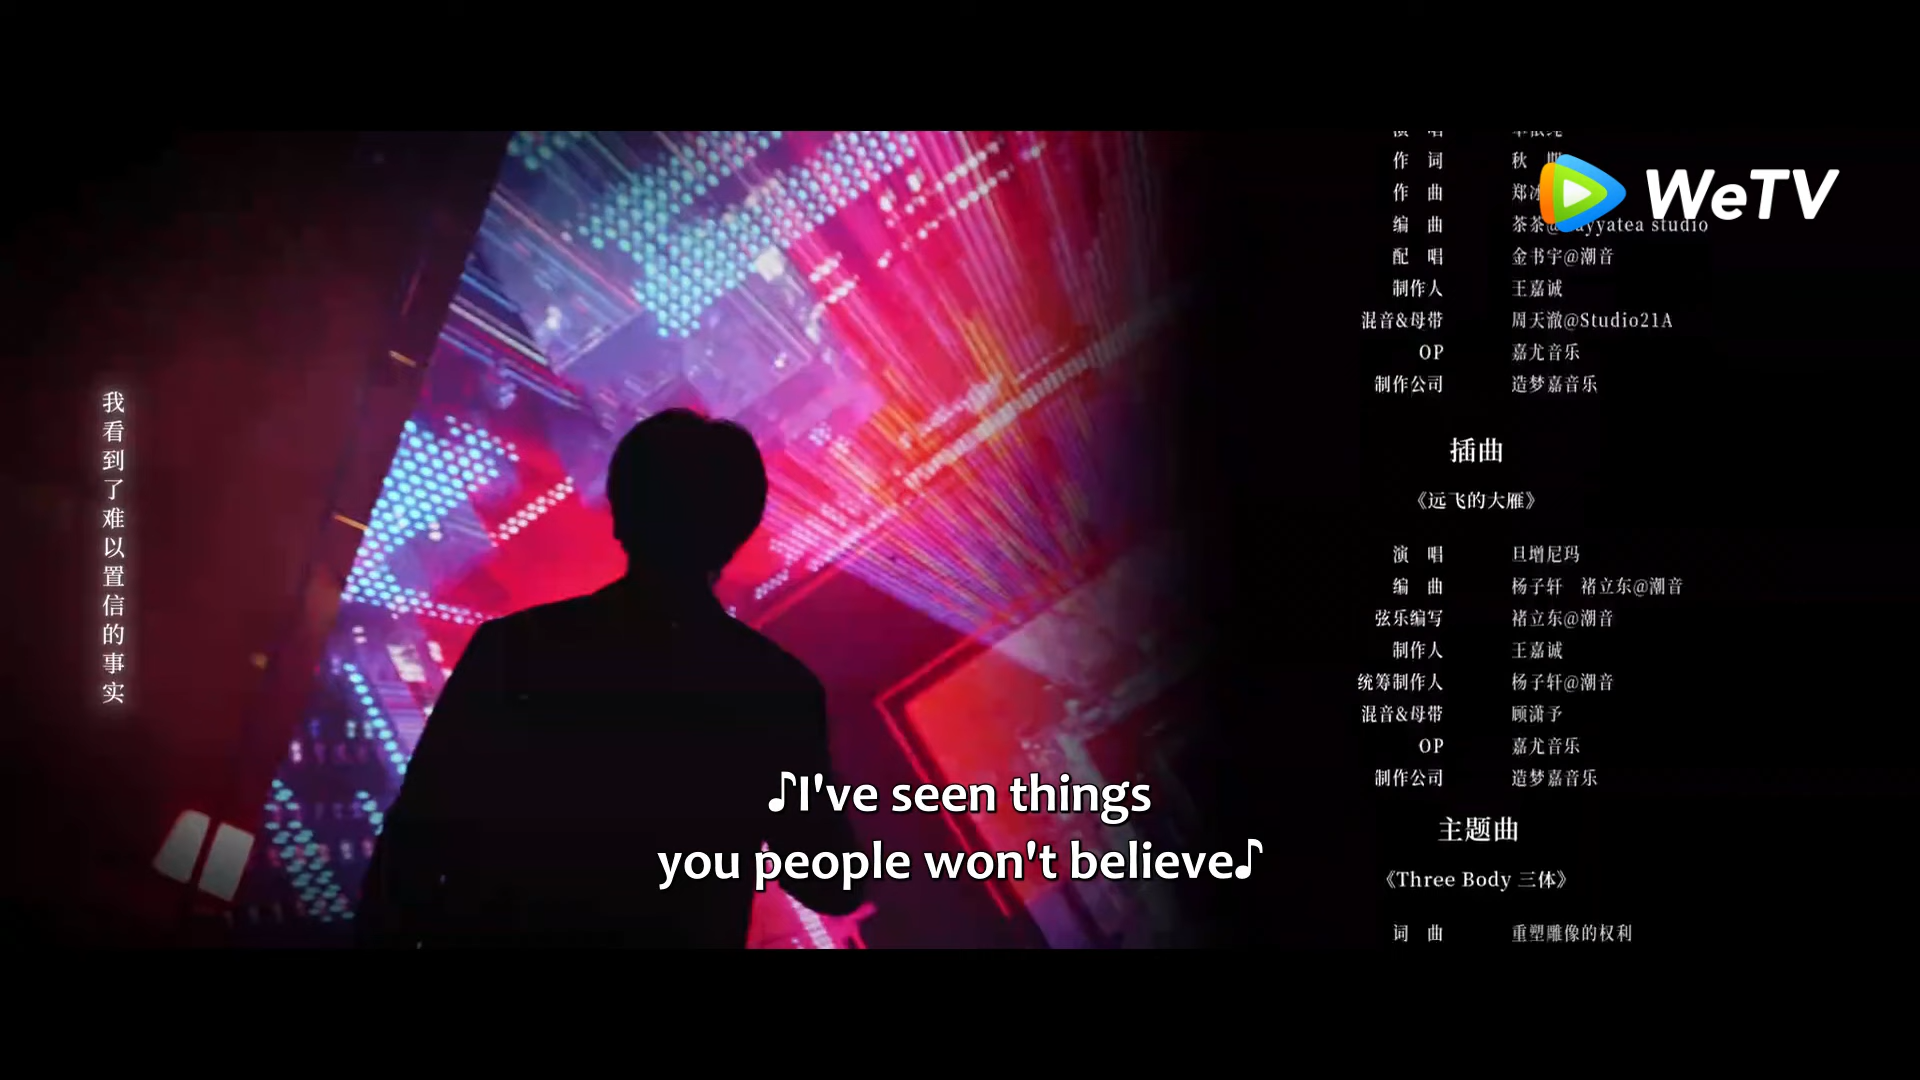 我看到了难以置信的事实
WeTV
作 词 秋
作 曲 郑冰
编 曲 茶茶@ayyatea studio
配 唱 金书宇@潮音
制作人 王嘉诚
混音&母带 周天澈@Studio21A
OP 嘉尤音乐
制作公司 造梦嘉音乐
插曲
《远飞的大雁》
演 唱 旦增尼玛
编 曲 杨子轩 褚立东@潮音
弦乐编写 褚立东@潮音
制作人 王嘉诚
统筹制作人 杨子轩@潮音
混音&母带 顾潇予
OP 嘉尤音乐
制作公司 造梦嘉音乐
主题曲
《Three Body 三体》
词 曲 重塑雕像的权利
♪I've seen things
you people won't believe♪